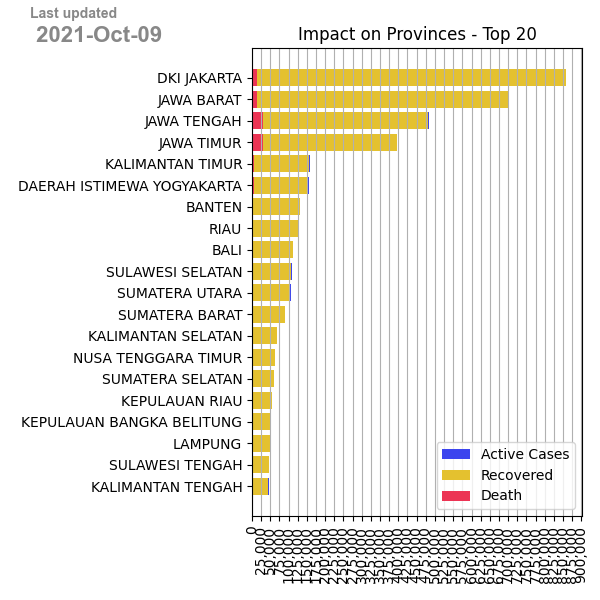 Last updated
2021-Oct-09
Impact on Provinces - Top 20
DKI JAKARTA
JAWA BARAT
JAWA TENGAH
JAWA TIMUR
KALIMANTAN TIMUR
DAERAH ISTIMEWA YOGYAKARTA
BANTEN
RIAU
BALI
SULAWESI SELATAN
SUMATERA UTARA
SUMATERA BARAT
KALIMANTAN SELATAN
NUSA TENGGARA TIMUR
SUMATERA SELATAN
KEPULAUAN RIAU
KEPULAUAN BANGKA BELITUNG
LAMPUNG
SULAWESI TENGAH
KALIMANTAN TENGAH
Active Cases
Recovered
Death
0
25,000
50,000
75,000
100,000
125,000
150,000
175,000
200,000
225,000
250,000
275,000
300,000
325,000
350,000
375,000
400,000
425,000
450,000
475,000
500,000
525,000
550,000
575,000
600,000
625,000
650,000
675,000
700,000
725,000
750,000
775,000
800,000
825,000
850,000
875,000
900,000